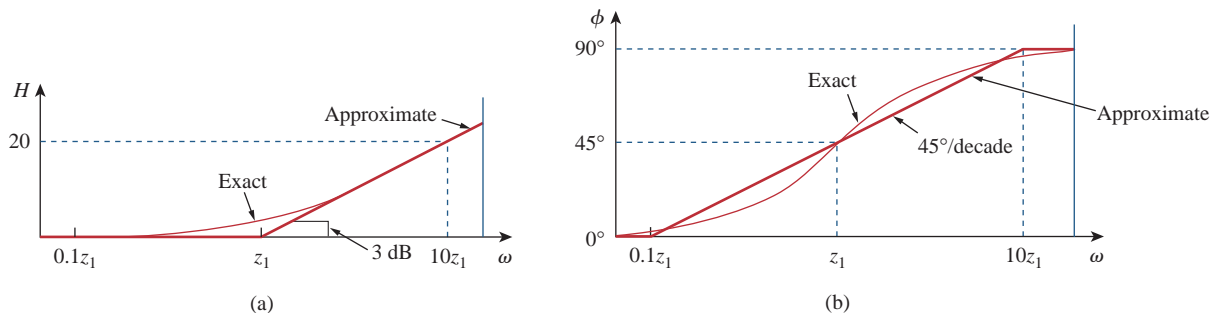 H
20
Approximate
Exact
3 dB
0.1z₁
z₁
10z₁
ω
(a)
ϕ
90°
45°
0°
Exact
Approximate
45°/decade
0.1z₁
z₁
10z₁
ω
(b)